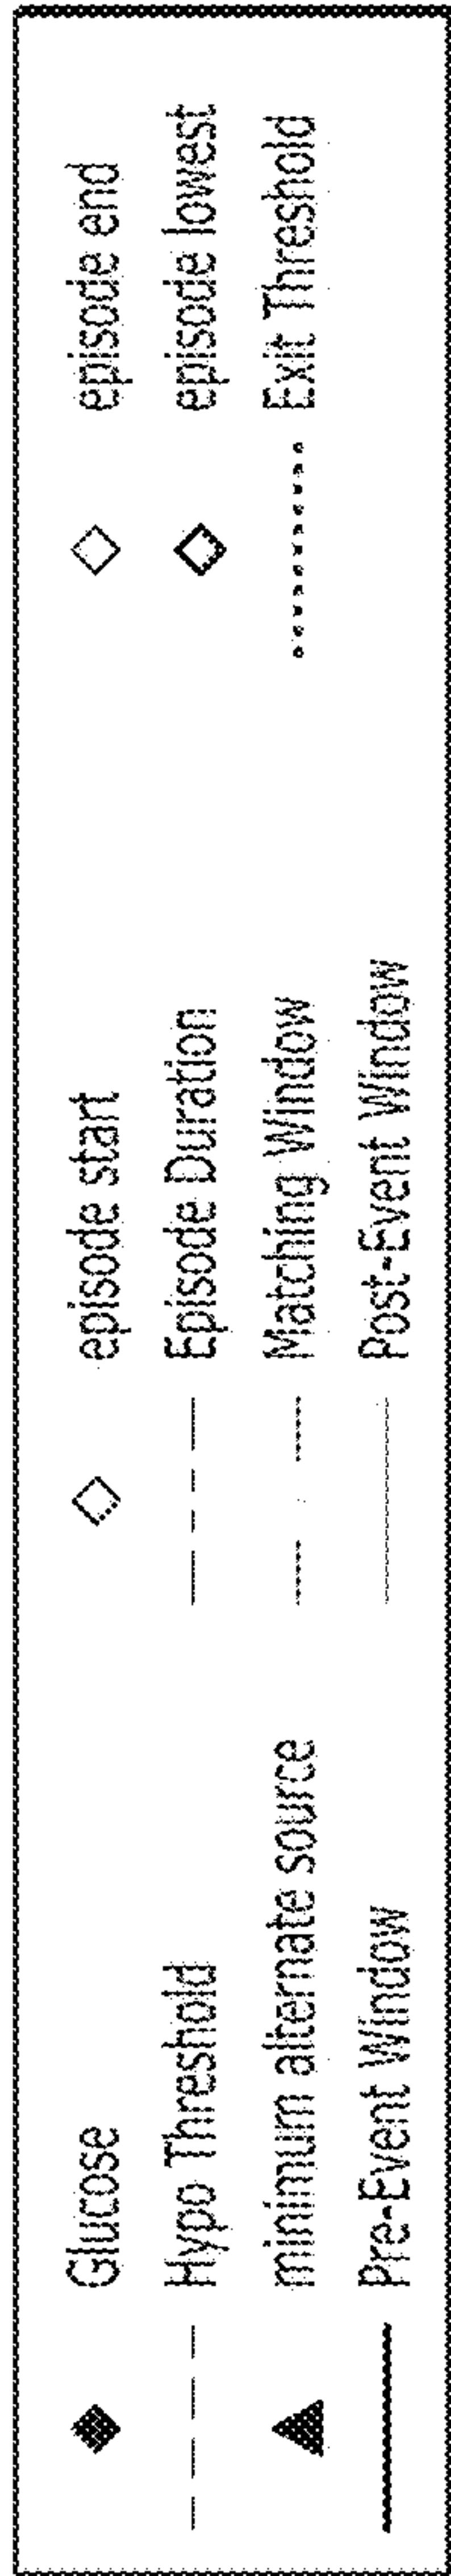 Glucose
Hypo Threshold
minimum alternate source
Pre-Event Window
episode start
Episode Duration
Matching Window
Post-Event Window
episode end
episode lowest
Exit Threshold